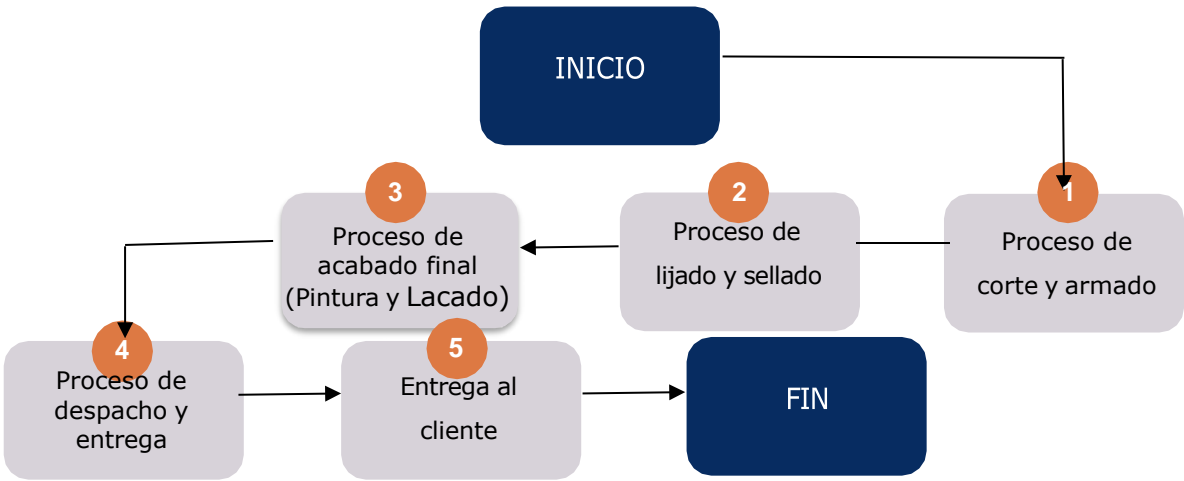 INICIO
1
Proceso de
corte y armado
2
Proceso de
lijado y sellado
3
Proceso de
acabado final
(Pintura y Lacado)
4
Proceso de
despacho y
entrega
5
Entrega al
cliente
FIN